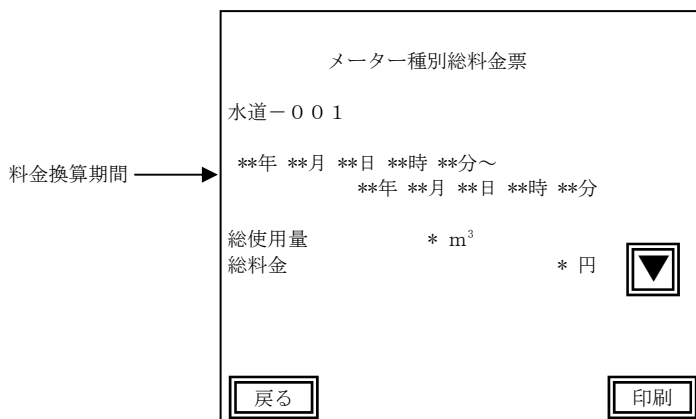 メーター種別総料金票
水道－００１
料金換算期間
**年 **月 **日 **時 **分～
**年 **月 **日 **時 **分
総使用量 * m³
総料金 * 円
▼
戻る 印刷